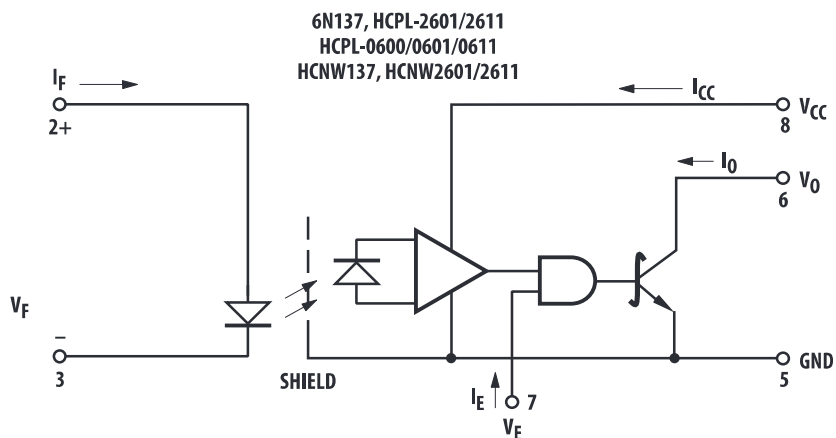 6N137, HCPL-2601/2611
HCPL-0600/0601/0611
HCNW137, HCNW2601/2611
IF
2+
ICC
8
VCC
IO
6
VO
VF
–
3
SHIELD
5
GND
IE
7
VE